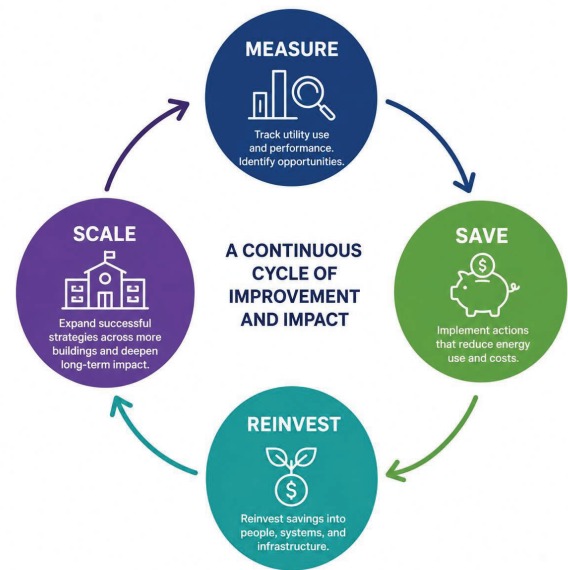 MEASURE
Track utility use
and performance.
Identify opportunities.
SCALE
Expand successful
strategies across more
buildings and deepen
long-term impact.
A CONTINUOUS
CYCLE OF
IMPROVEMENT
AND IMPACT
SAVE
$
Implement actions
that reduce energy
use and costs.
REINVEST
$
Reinvest savings into
people, systems, and
infrastructure.